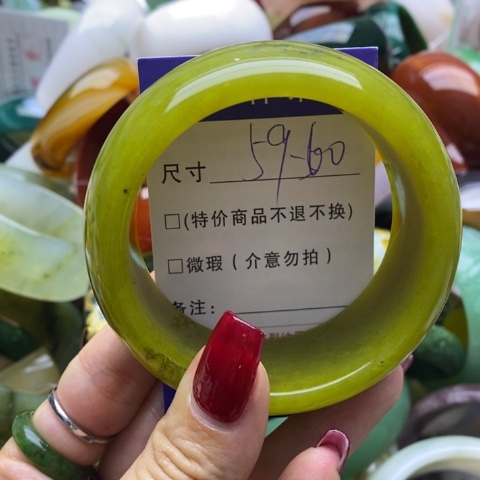 尺寸 59-60
□(特价商品不退不换)
□微瑕(介意勿拍)
备注: